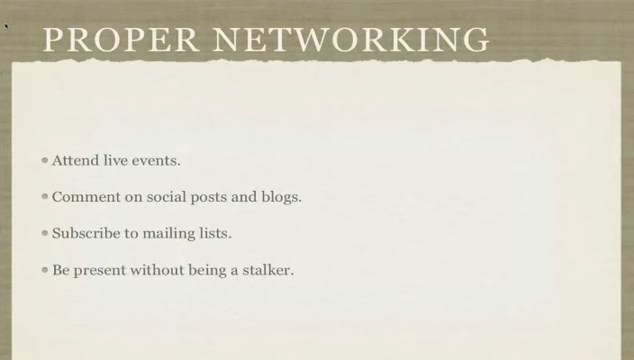 PROPER NETWORKING
Attend live events.
Comment on social posts and blogs.
Subscribe to mailing lists.
Be present without being a stalker.